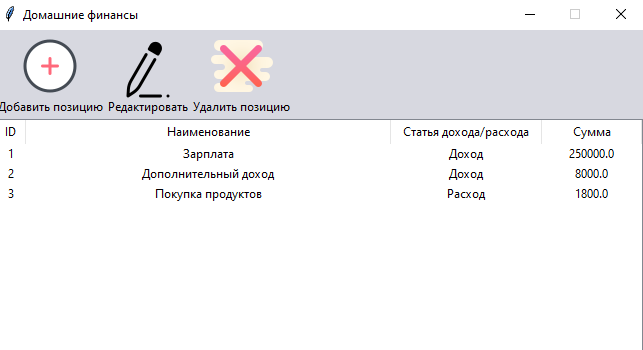 Домашние финансы
Добавить позицию Редактировать Удалить позицию
ID Наименование Статья дохода/расхода Сумма
1 Зарплата Доход 250000.0
2 Дополнительный доход Доход 8000.0
3 Покупка продуктов Расход 1800.0